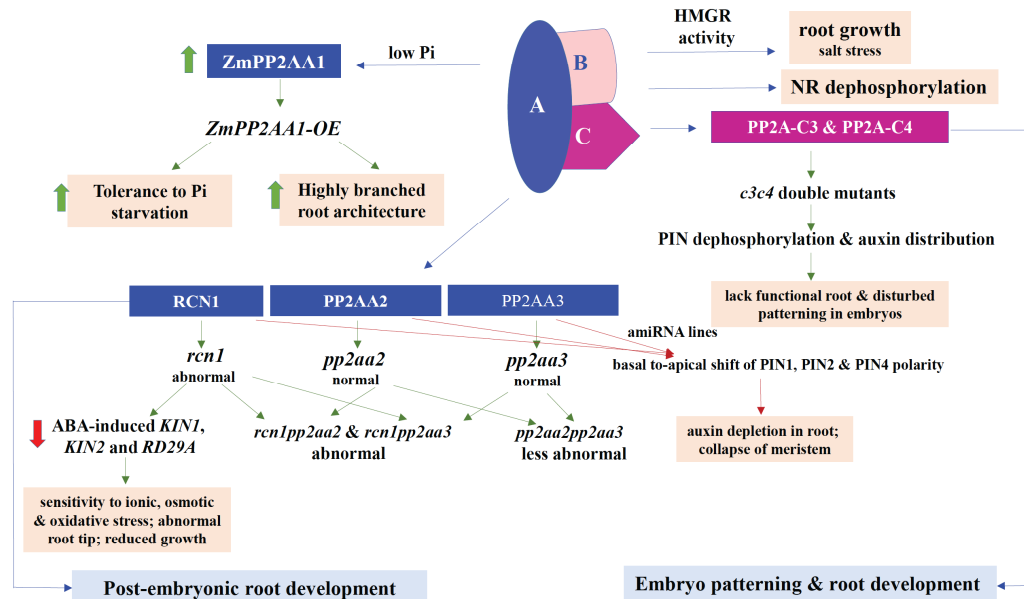 HMGR
activity
root growth
salt stress
ZmPP2AA1
low Pi
B
NR dephosphorylation
A
C
PP2A-C3 & PP2A-C4
ZmPP2AA1-OE
Tolerance to Pi
starvation
Highly branched
root architecture
c3c4 double mutants
PIN dephosphorylation & auxin distribution
lack functional root & disturbed
patterning in embryos
RCN1
PP2AA2
PP2AA3
amiRNA lines
rcn1
abnormal
pp2aa2
normal
pp2aa3
normal
basal to-apical shift of PIN1, PIN2 & PIN4 polarity
ABA-induced KIN1,
KIN2 and RD29A
rcn1pp2aa2 & rcn1pp2aa3
abnormal
pp2aa2pp2aa3
less abnormal
auxin depletion in root;
collapse of meristem
sensitivity to ionic, osmotic
& oxidative stress; abnormal
root tip; reduced growth
Post-embryonic root development
Embryo patterning & root development